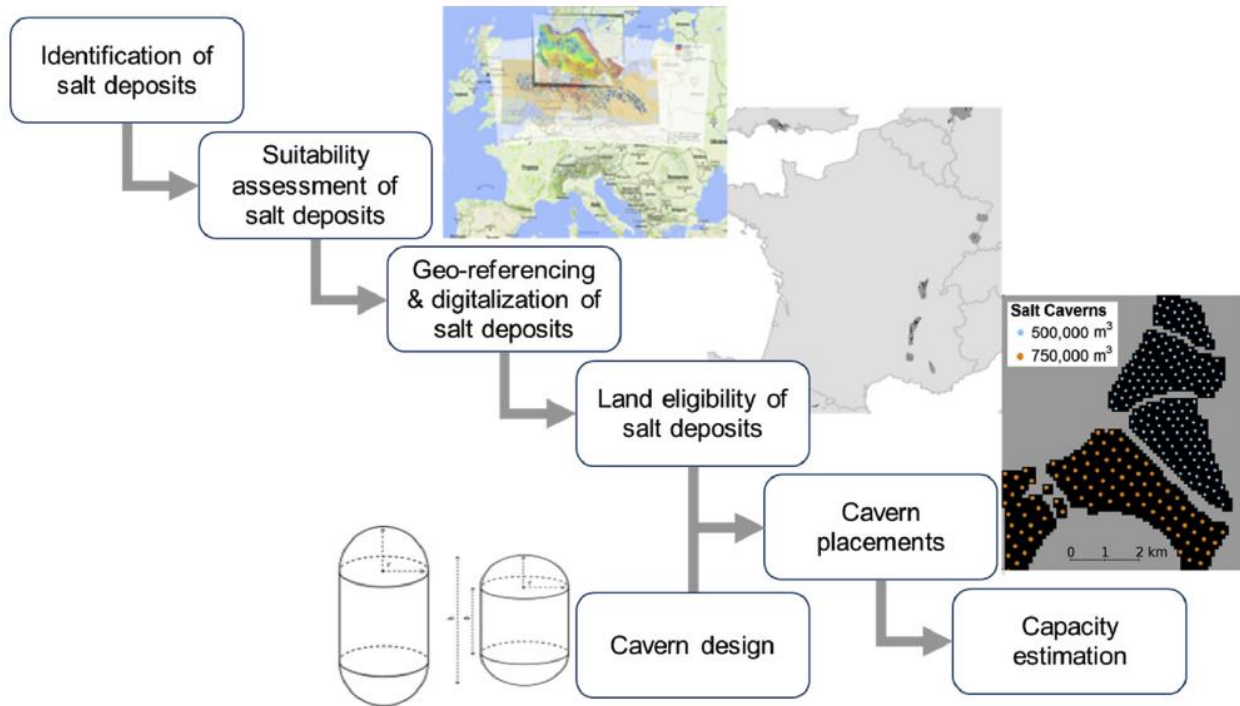 Identification of
salt deposits
Suitability
assessment of
salt deposits
Geo-referencing
& digitalization of
salt deposits
Land eligibility of
salt deposits
Salt Caverns
500,000 m³
750,000 m³
0 1 2 km
Cavern
placements
Cavern design
Capacity
estimation